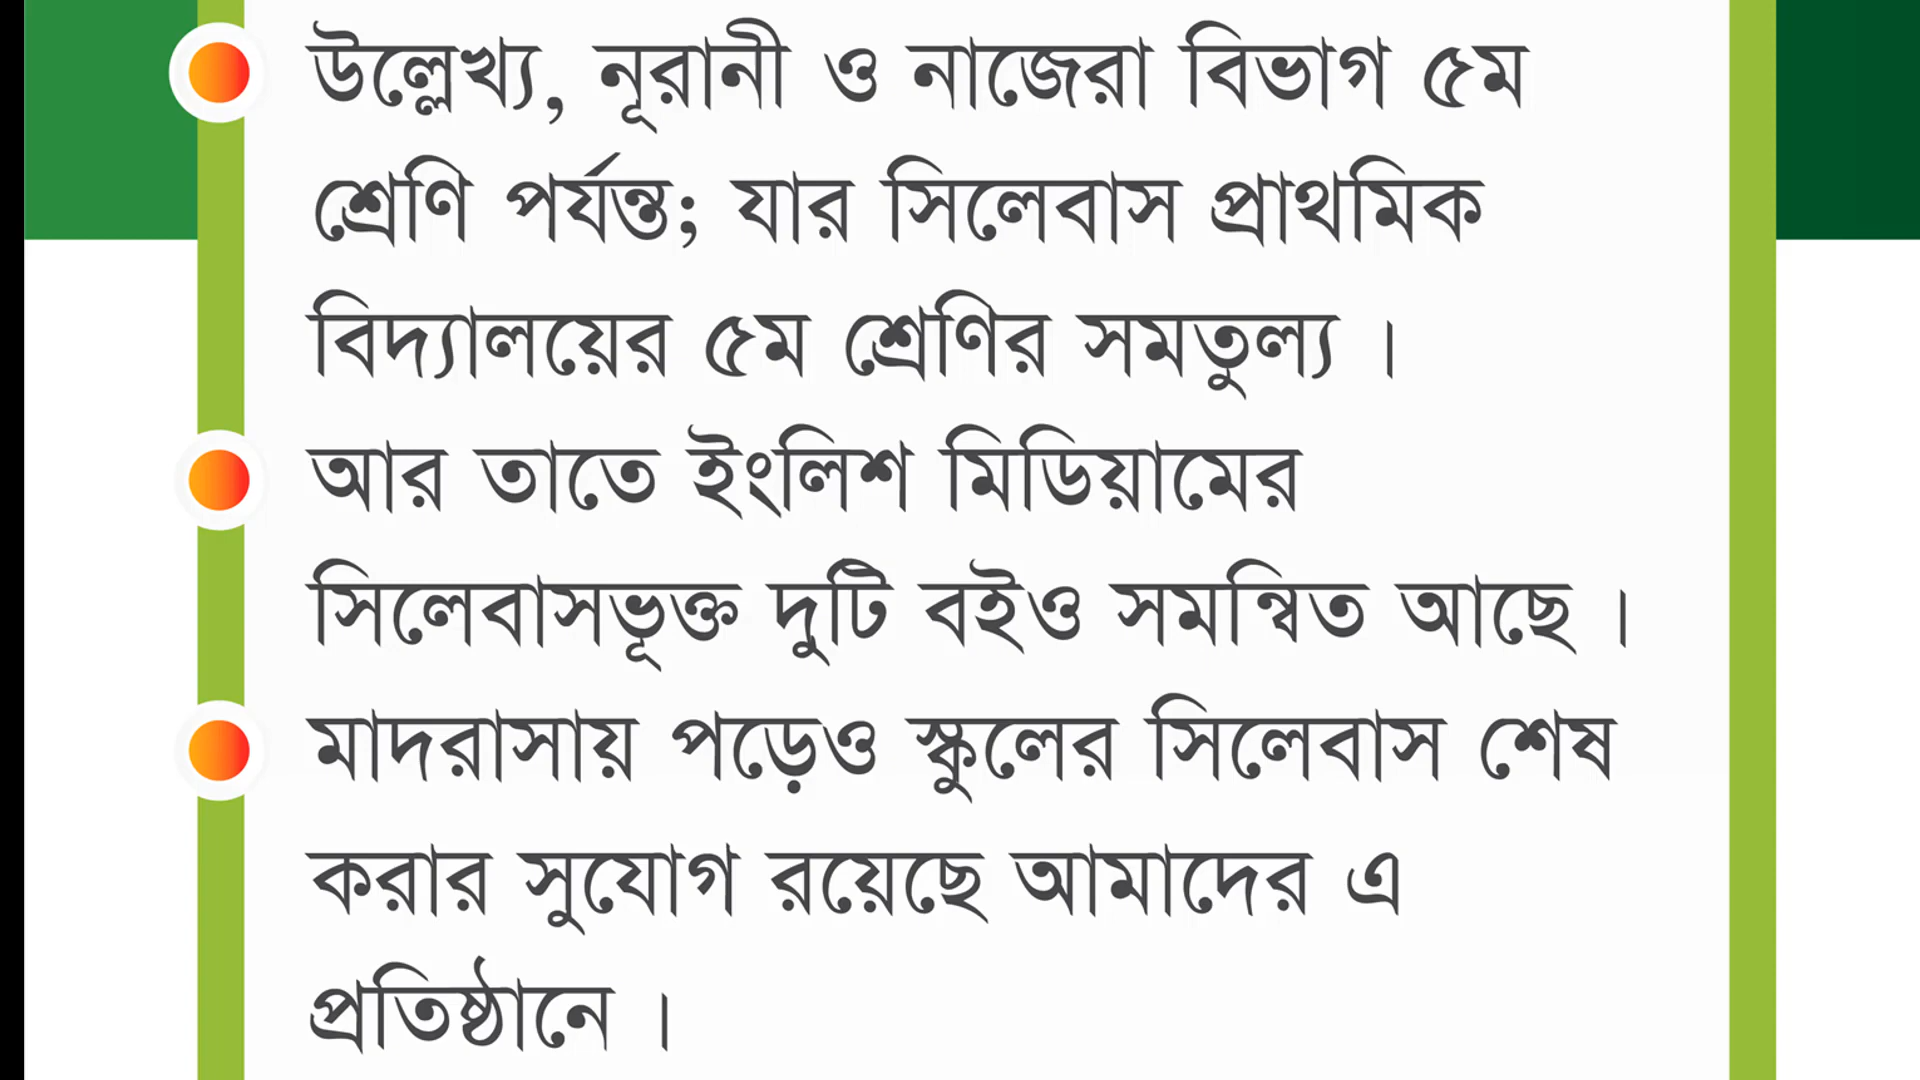 উল্লেখ্য, নূরানী ও নাজেরা বিভাগ ৫ম
শ্রেণি পর্যন্ত; যার সিলেবাস প্রাথমিক
বিদ্যালয়ের ৫ম শ্রেণির সমতুল্য ।
আর তাতে ইংলিশ মিডিয়ামের
সিলেবাসভূক্ত দুটি বইও সমন্বিত আছে ।
মাদরাসায় পড়েও স্কুলের সিলেবাস শেষ
করার সুযোগ রয়েছে আমাদের এ
প্রতিষ্ঠানে ।